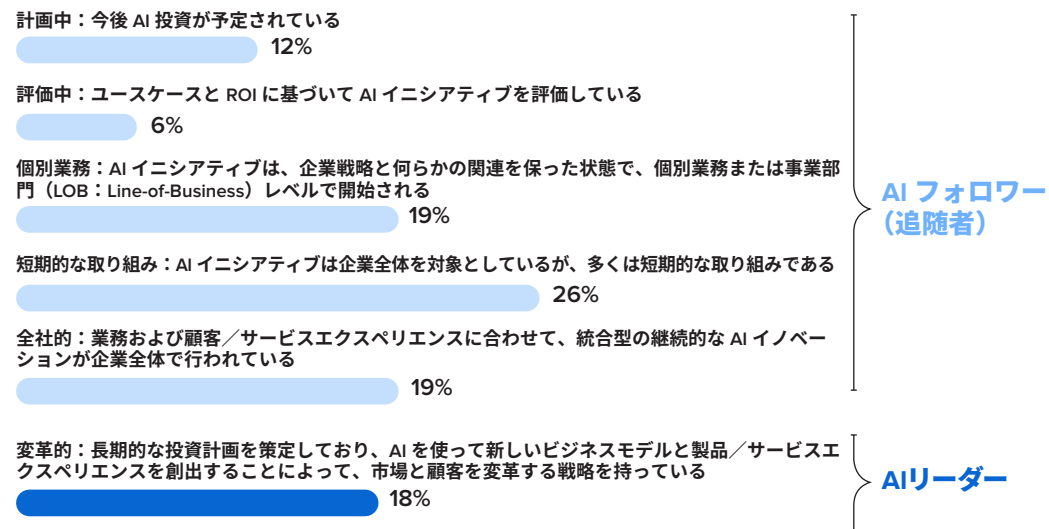 計画中：今後 AI 投資が予定されている
12%
評価中：ユースケースと ROI に基づいて AI イニシアティブを評価している
6%
個別業務：AI イニシアティブは、企業戦略と何らかの関連を保った状態で、個別業務または事業部
門（LOB：Line-of-Business）レベルで開始される
19%
短期的な取り組み：AI イニシアティブは企業全体を対象としているが、多くは短期的な取り組みである
26%
全社的：業務および顧客／サービスエクスペリエンスに合わせて、統合型の継続的な AI イノベー
ションが企業全体で行われている
19%
AI フォロワー
（追随者）
変革的：長期的な投資計画を策定しており、AI を使って新しいビジネスモデルと製品／サービスエ
クスペリエンスを創出することによって、市場と顧客を変革する戦略を持っている
18%
AIリーダー